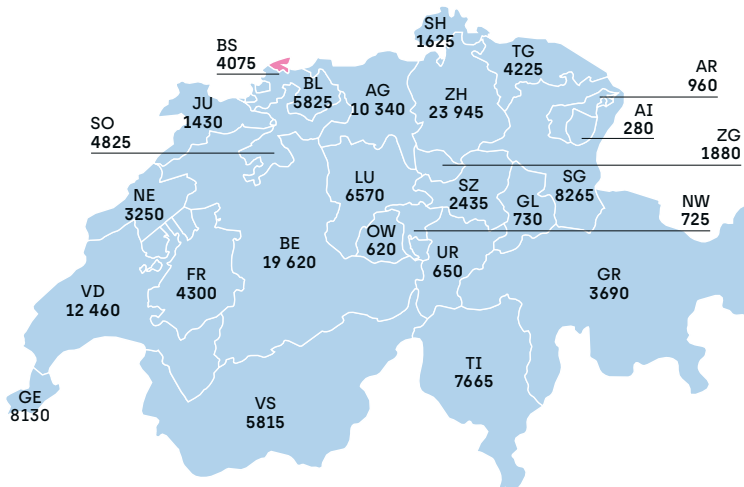 SH
1625
BS
4075
TG
4225
AR
960
BL
5825
AG
10 340
ZH
23 945
JU
1430
AI
280
SO
4825
ZG
1880
LU
6570
SZ
2435
GL
730
SG
8265
NE
3250
NW
725
OW
620
BE
19 620
UR
650
FR
4300
GR
3690
VD
12 460
TI
7665
GE
8130
VS
5815